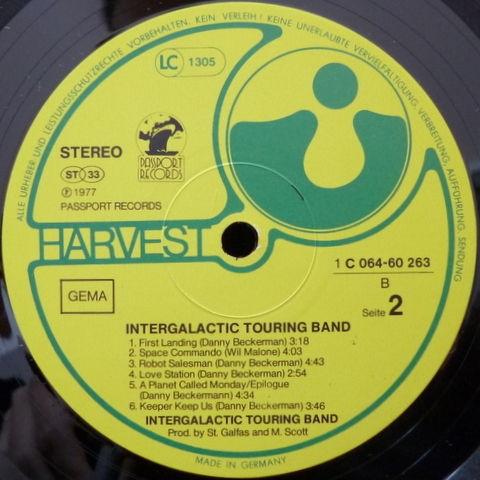 ALLE URHEBER- UND LEISTUNGSSCHUTZRECHTE VORBEHALTEN. KEIN VERLEIH! KEINE UNERLAUBTE VERVIELFÄLTIGUNG, VERBREITUNG, AUFFÜHRUNG, SENDUNG
LC 1305
STEREO
ST 33
Ⓟ 1977
PASSPORT RECORDS
PASSPORT
RECORDS
HARVEST
1 C 064-60 263
GEMA
B
Seite 2
INTERGALACTIC TOURING BAND
1. First Landing (Danny Beckerman) 3:18
2. Space Commando (Wil Malone) 4:03
3. Robot Salesman (Danny Beckerman) 4:43
4. Love Station (Danny Beckerman) 2:54
5. A Planet Called Monday/Epilogue
(Danny Beckermann) 4:34
6. Keeper Keep Us (Danny Beckerman) 3:46
INTERGALACTIC TOURING BAND
Prod. by St. Galfas and M. Scott
MADE IN GERMANY